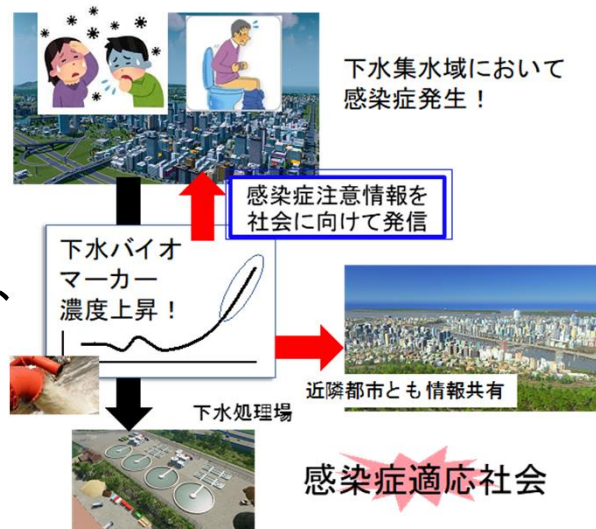 下水集水域において
感染症発生！
感染症注意情報を
社会に向けて発信
下水バイオ
マーカー
濃度上昇！
近隣都市とも情報共有
下水処理場
感染症適応社会